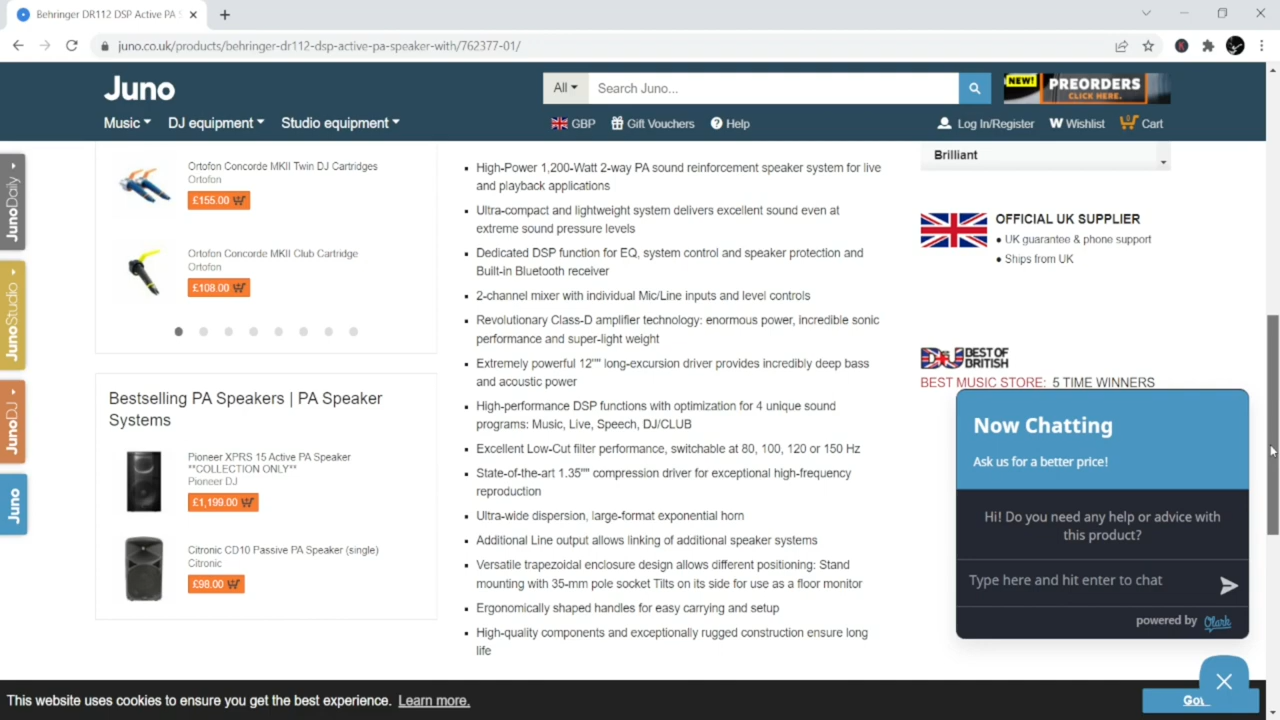 Behringer DR112 DSP Active PA S
juno.co.uk/products/behringer-dr112-dsp-active-pa-speaker-with/762377-01/
Juno
All
Search Juno...
NEW!
PREORDERS
CLICK HERE.
Music
DJ equipment
Studio equipment
GBP
Gift Vouchers
Help
Log In/Register
Wishlist
0
Cart
JunoDaily
JunoStudio
JunoDJ
Juno
Ortofon Concorde MKII Twin DJ Cartridges
Ortofon
£155.00
Ortofon Concorde MKII Club Cartridge
Ortofon
£108.00
Bestselling PA Speakers | PA Speaker
Systems
Pioneer XPRS 15 Active PA Speaker
**COLLECTION ONLY**
Pioneer DJ
£1,199.00
Citronic CD10 Passive PA Speaker (single)
Citronic
£98.00
High-Power 1,200-Watt 2-way PA sound reinforcement speaker system for live
and playback applications
Ultra-compact and lightweight system delivers excellent sound even at
extreme sound pressure levels
Dedicated DSP function for EQ, system control and speaker protection and
Built-in Bluetooth receiver
2-channel mixer with individual Mic/Line inputs and level controls
Revolutionary Class-D amplifier technology: enormous power, incredible sonic
performance and super-light weight
Extremely powerful 12"" long-excursion driver provides incredibly deep bass
and acoustic power
High-performance DSP functions with optimization for 4 unique sound
programs: Music, Live, Speech, DJ/CLUB
Excellent Low-Cut filter performance, switchable at 80, 100, 120 or 150 Hz
State-of-the-art 1.35"" compression driver for exceptional high-frequency
reproduction
Ultra-wide dispersion, large-format exponential horn
Additional Line output allows linking of additional speaker systems
Versatile trapezoidal enclosure design allows different positioning: Stand
mounting with 35-mm pole socket Tilts on its side for use as a floor monitor
Ergonomically shaped handles for easy carrying and setup
High-quality components and exceptionally rugged construction ensure long
life
Brilliant
OFFICIAL UK SUPPLIER
UK guarantee & phone support
Ships from UK
DJ BEST OF
BRITISH
BEST MUSIC STORE: 5 TIME WINNERS
Now Chatting
Ask us for a better price!
Hi! Do you need any help or advice with
this product?
Type here and hit enter to chat
powered by Olark
This website uses cookies to ensure you get the best experience. Learn more.